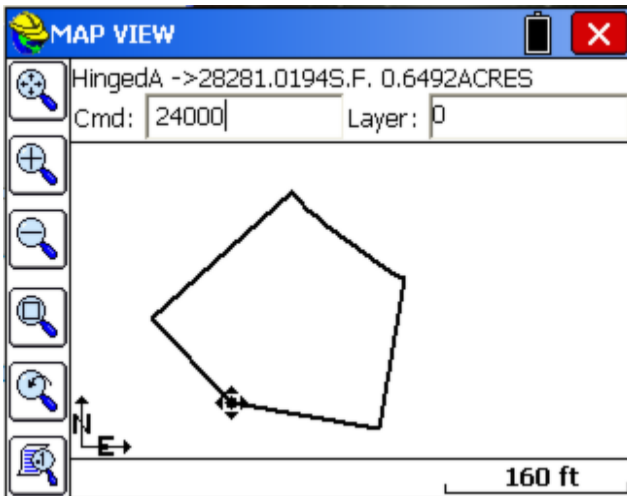 MAP VIEW
HingedA ->28281.0194S.F. 0.6492ACRES
Cmd: 24000 Layer: 0
N
E
160 ft